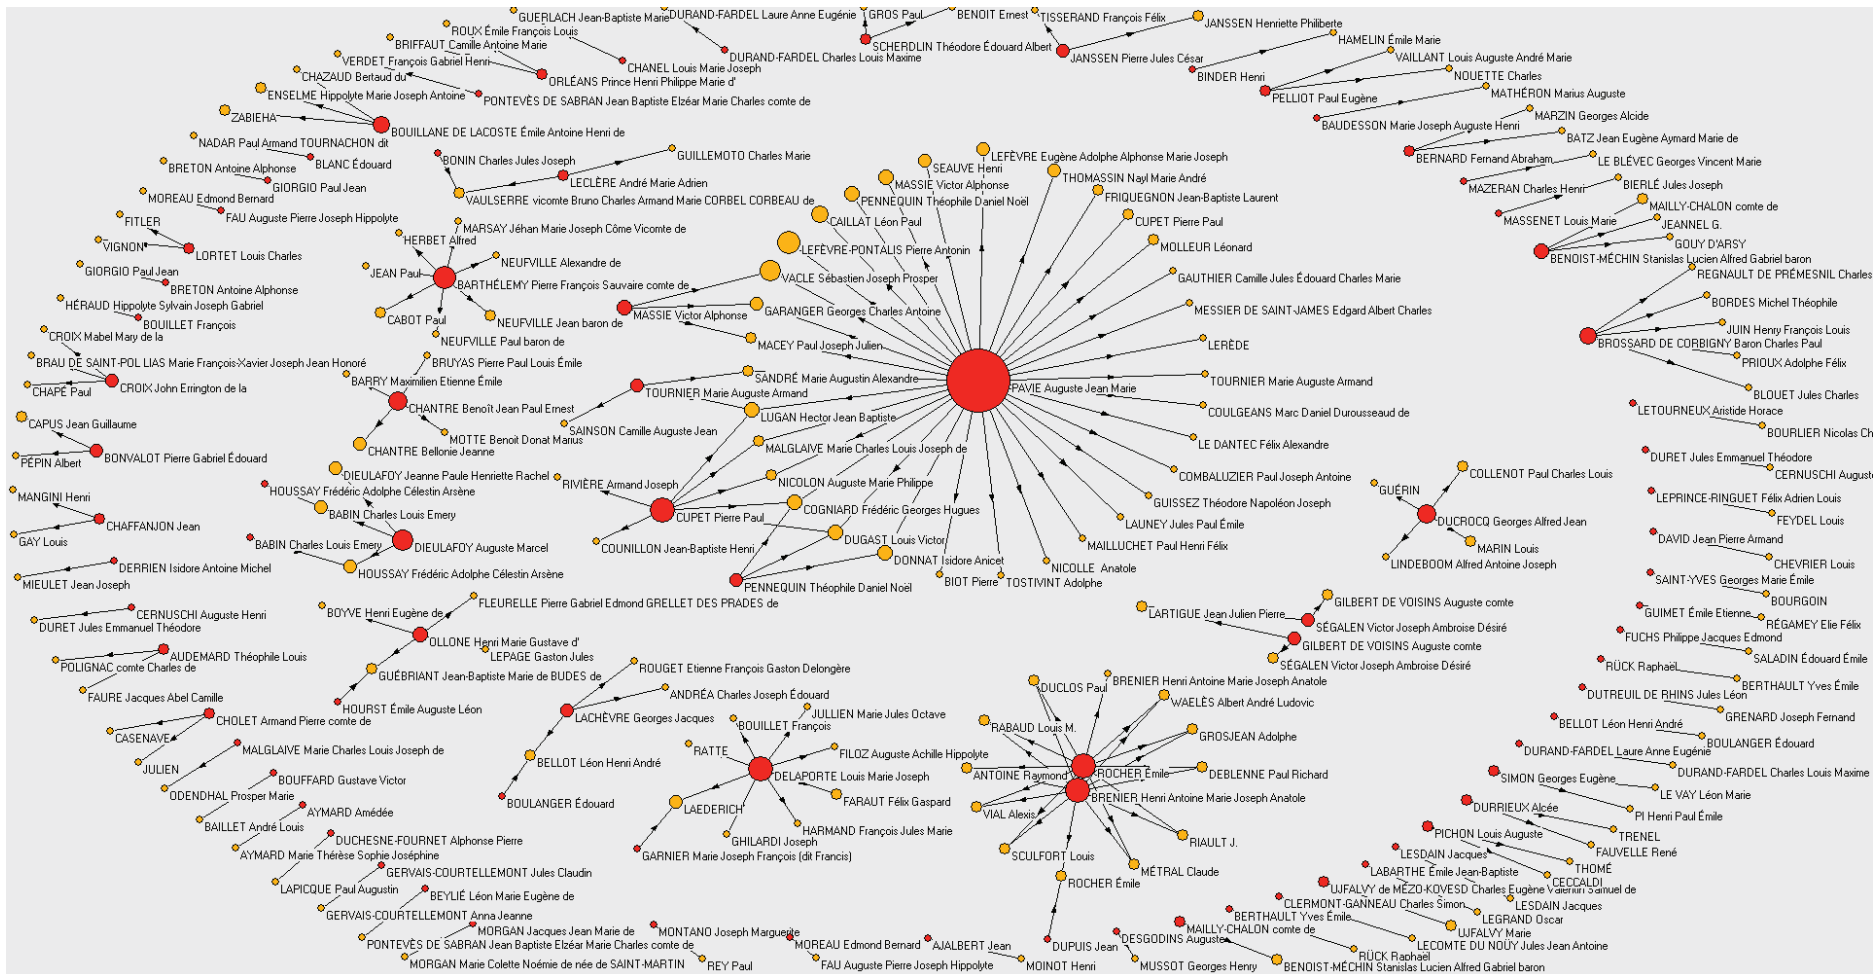 GUERLACH Jean-Baptiste Marie
DURAND-FARDEL Laure Anne Eugénie
GROS Paul
BENOIT Ernest
TISSERAND François Félix
JANSSEN Henriette Philiberte
ROUX Émile François Louis
BRIFFAUT Camille Antoine Marie
SCHERDLIN Théodore Édouard Albert
HAMELIN Émile Marie
VERDET François Gabriel Henri
CHANEL Louis Marie Joseph
DURAND-FARDEL Charles Louis Maxime
JANSSEN Pierre Jules César
VAILLANT Louis Auguste André Marie
CHAZAUD Bertaud du
ORLÉANS Prince Henri Philippe Marie d'
BINDER Henri
NOUETTE Charles
ENSELME Hippolyte Marie Joseph Antoine
PONTEVÈS DE SABRAN Jean Baptiste Elzéar Marie Charles comte de
PELLIOT Paul Eugène
MATHÉRON Marius Auguste
ZABIEHA
BOUILLANE DE LACOSTE Émile Antoine Henri de
BAUDESSON Marie Joseph Auguste Henri
MARZIN Georges Alcide
NADAR Paul Armand TOURNACHON dit
BATZ Jean Eugène Aymard Marie de
BLANC Édouard
BONIN Charles Jules Joseph
GUILLEMOTO Charles Marie
LEFÈVRE Eugène Adolphe Alphonse Marie Joseph
BERNARD Fernand Abraham
LE BLÉVEC Georges Vincent Marie
BRETON Antoine Alphonse
GIORGIO Paul Jean
LECLÈRE André Marie Adrien
SEAUVE Henri
THOMASSIN Nayl Marie André
MAZERAN Charles Henri
BIERLÉ Jules Joseph
MOREAU Edmond Bernard
VAULSERRE vicomte Bruno Charles Armand Marie CORBEL CORBEAU de
MASSIE Victor Alphonse
PENNEQUIN Théophile Daniel Noël
FRIQUEGNON Jean-Baptiste Laurent
MASSENET Louis Marie
MAILLY-CHALON comte de
FAU Auguste Pierre Joseph Hippolyte
CAILLAT Léon Paul
CUPET Pierre Paul
JEANNEL G.
FITLER
MARSAY Jéhan Marie Joseph Côme Vicomte de
HERBET Alfred
LEFÈVRE-PONTALIS Pierre Antonin
MOLLEUR Léonard
GOUY D'ARSY
VIGNON
LORTET Louis Charles
BENOIST-MÉCHIN Stanislas Lucien Alfred Gabriel baron
GIORGIO Paul Jean
JEAN Paul
NEUFVILLE Alexandre de
VACLE Sébastien Joseph Prosper
GAUTHIER Camille Jules Édouard Charles Marie
REGNAULT DE PRÉMESNIL Charles
BRETON Antoine Alphonse
BARTHÉLEMY Pierre François Sauvaire comte de
HÉRAUD Hippolyte Sylvain Joseph Gabriel
MASSIE Victor Alphonse
GARANGER Georges Charles Antoine
MESSIER DE SAINT-JAMES Edgard Albert Charles
BORDES Michel Théophile
BOUILLET François
CABOT Paul
NEUFVILLE Jean baron de
JUIN Henry François Louis
CROIX Mabel Mary de la
NEUFVILLE Paul baron de
MACEY Paul Joseph Julien
LERÈDE
BROSSARD DE CORBIGNY Baron Charles Paul
BRAU DE SAINT-POL LIAS Marie François-Xavier Joseph Jean Honoré
BRUYAS Pierre Paul Louis Émile
PRIOUX Adolphe Félix
BARRY Maximilien Etienne Émile
SANDRÉ Marie Augustin Alexandre
PAVIE Auguste Jean Marie
TOURNIER Marie Auguste Armand
CHAPÉ Paul
CROIX John Errington de la
TOURNIER Marie Auguste Armand
BLOUET Jules Charles
CAPUS Jean Guillaume
CHANTRE Benoît Jean Paul Ernest
LUGAN Hector Jean Baptiste
COULGEANS Marc Daniel Durousseaud de
LETOURNEUX Aristide Horace
SAINSON Camille Auguste Jean
BOURLIER Nicolas Ch
MOTTE Benoit Donat Marius
LE DANTEC Félix Alexandre
CHANTRE Bellonie Jeanne
MALGLAIVE Marie Charles Louis Joseph de
PÉPIN Albert
BONVALOT Pierre Gabriel Édouard
DURET Jules Emmanuel Théodore
DIEULAFOY Jeanne Paule Henriette Rachel
COMBALUZIER Paul Joseph Antoine
COLLENOT Paul Charles Louis
CERNUSCHI Auguste
HOUSSAY Frédéric Adolphe Célestin Arsène
RIVIÈRE Armand Joseph
NICOLON Auguste Marie Philippe
GUÉRIN
MANGINI Henri
BABIN Charles Louis Emery
COGNIARD Frédéric Georges Hugues
GUISSEZ Théodore Napoléon Joseph
LEPRINCE-RINGUET Félix Adrien Louis
CHAFFANJON Jean
CUPET Pierre Paul
LAUNEY Jules Paul Émile
DUCROCQ Georges Alfred Jean
FEYDEL Louis
GAY Louis
BABIN Charles Louis Emery
DIEULAFOY Auguste Marcel
COUNILLON Jean-Baptiste Henri
DUGAST Louis Victor
MAILLUCHET Paul Henri Félix
MARIN Louis
DAVID Jean Pierre Armand
DERRIEN Isidore Antoine Michel
DONNAT Isidore Anicet
NICOLLE Anatole
LINDEBOOM Alfred Antoine Joseph
CHEVRIER Louis
MIEULET Jean Joseph
HOUSSAY Frédéric Adolphe Célestin Arsène
PENNEQUIN Théophile Daniel Noël
BIOT Pierre
TOSTIVINT Adolphe
SAINT-YVES Georges Marie Émile
BOURGOIN
CERNUSCHI Auguste Henri
BOYVE Henri Eugène de
FLEURELLE Pierre Gabriel Edmond GRELLET DES PRADES de
LARTIGUE Jean Julien Pierre
GILBERT DE VOISINS Auguste comte
GUIMET Émile Etienne
RÉGAMEY Elie Félix
DURET Jules Emmanuel Théodore
OLLONE Henri Marie Gustave d'
SÉGALEN Victor Joseph Ambroise Désiré
FUCHS Philippe Jacques Edmond
AUDEMARD Théophile Louis
LEPAGE Gaston Jules
GILBERT DE VOISINS Auguste comte
SALADIN Édouard Émile
POLIGNAC comte Charles de
GUÉBRIANT Jean-Baptiste Marie de BUDES de
ROUGET Etienne François Gaston Delongère
SÉGALEN Victor Joseph Ambroise Désiré
RÜCK Raphaël
BERTHAULT Yves Émile
FAURE Jacques Abel Camille
HOURST Émile Auguste Léon
ANDRÉA Charles Joseph Édouard
DUCLOS Paul
BRENIER Henri Antoine Marie Joseph Anatole
DUTREUIL DE RHINS Jules Léon
CHOLET Armand Pierre comte de
LACHÈVRE Georges Jacques
JULLIEN Marie Jules Octave
WAELÈS Albert André Ludovic
GRENARD Joseph Fernand
CASENAVE
BOUILLET François
RABAUD Louis M.
BELLOT Léon Henri André
MALGLAIVE Marie Charles Louis Joseph de
RATTE
FILOZ Auguste Achille Hippolyte
GROSJEAN Adolphe
BOULANGER Édouard
JULIEN
BELLOT Léon Henri André
DURAND-FARDEL Laure Anne Eugénie
BOUFFARD Gustave Victor
DELAPORTE Louis Marie Joseph
ANTOINE Raymond
ROCHER Émile
DEBLENNE Paul Richard
SIMON Georges Eugène
DURAND-FARDEL Charles Louis Maxime
ODENDHAL Prosper Marie
BOULANGER Édouard
FARAUT Félix Gaspard
BRENIER Henri Antoine Marie Joseph Anatole
LE VAY Léon Marie
AYMARD Amédée
LAEDERICH
VIAL Alexis
DURRIEUX Alcée
PI Henri Paul Émile
BAILLET André Louis
HARMAND François Jules Marie
DUCHESNE-FOURNET Alphonse Pierre
GHILARDI Joseph
RIAULT J.
PICHON Louis Auguste
TRENEL
AYMARD Marie Thérèse Sophie Joséphine
GARNIER Marie Joseph François (dit Francis)
SCULFORT Louis
LESDAIN Jacques
FAUVELLE René
GERVAIS-COURTELLEMONT Jules Claudin
MÉTRAL Claude
LABARTHE Émile Jean-Baptiste
THOMÉ
LAPICQUE Paul Augustin
ROCHER Émile
UJFALVY de MEZO-KOVESD Charles Eugène Valentin Samuel de
CECCALDI
BEYLIÉ Léon Marie Eugène de
CLERMONT-GANNEAU Charles Simon
LESDAIN Jacques
GERVAIS-COURTELLEMONT Anna Jeanne
BERTHAULT Yves Émile
LEGRAND Oscar
MORGAN Jacques Jean Marie de
MONTANO Joseph Marguerite
MAILLY-CHALON comte de
UJFALVY Marie
PONTEVÈS DE SABRAN Jean Baptiste Elzéar Marie Charles comte de
MOREAU Edmond Bernard
AJALBERT Jean
DUPUIS Jean
DESGODINS Auguste
LECOMTE DU NOÜY Jules Jean Antoine
RÜCK Raphaël
MORGAN Marie Colette Noémie de née de SAINT-MARTIN
REY Paul
FAU Auguste Pierre Joseph Hippolyte
MOINOT Henri
MUSSOT Georges Henry
BENOIST-MÉCHIN Stanislas Lucien Alfred Gabriel baron